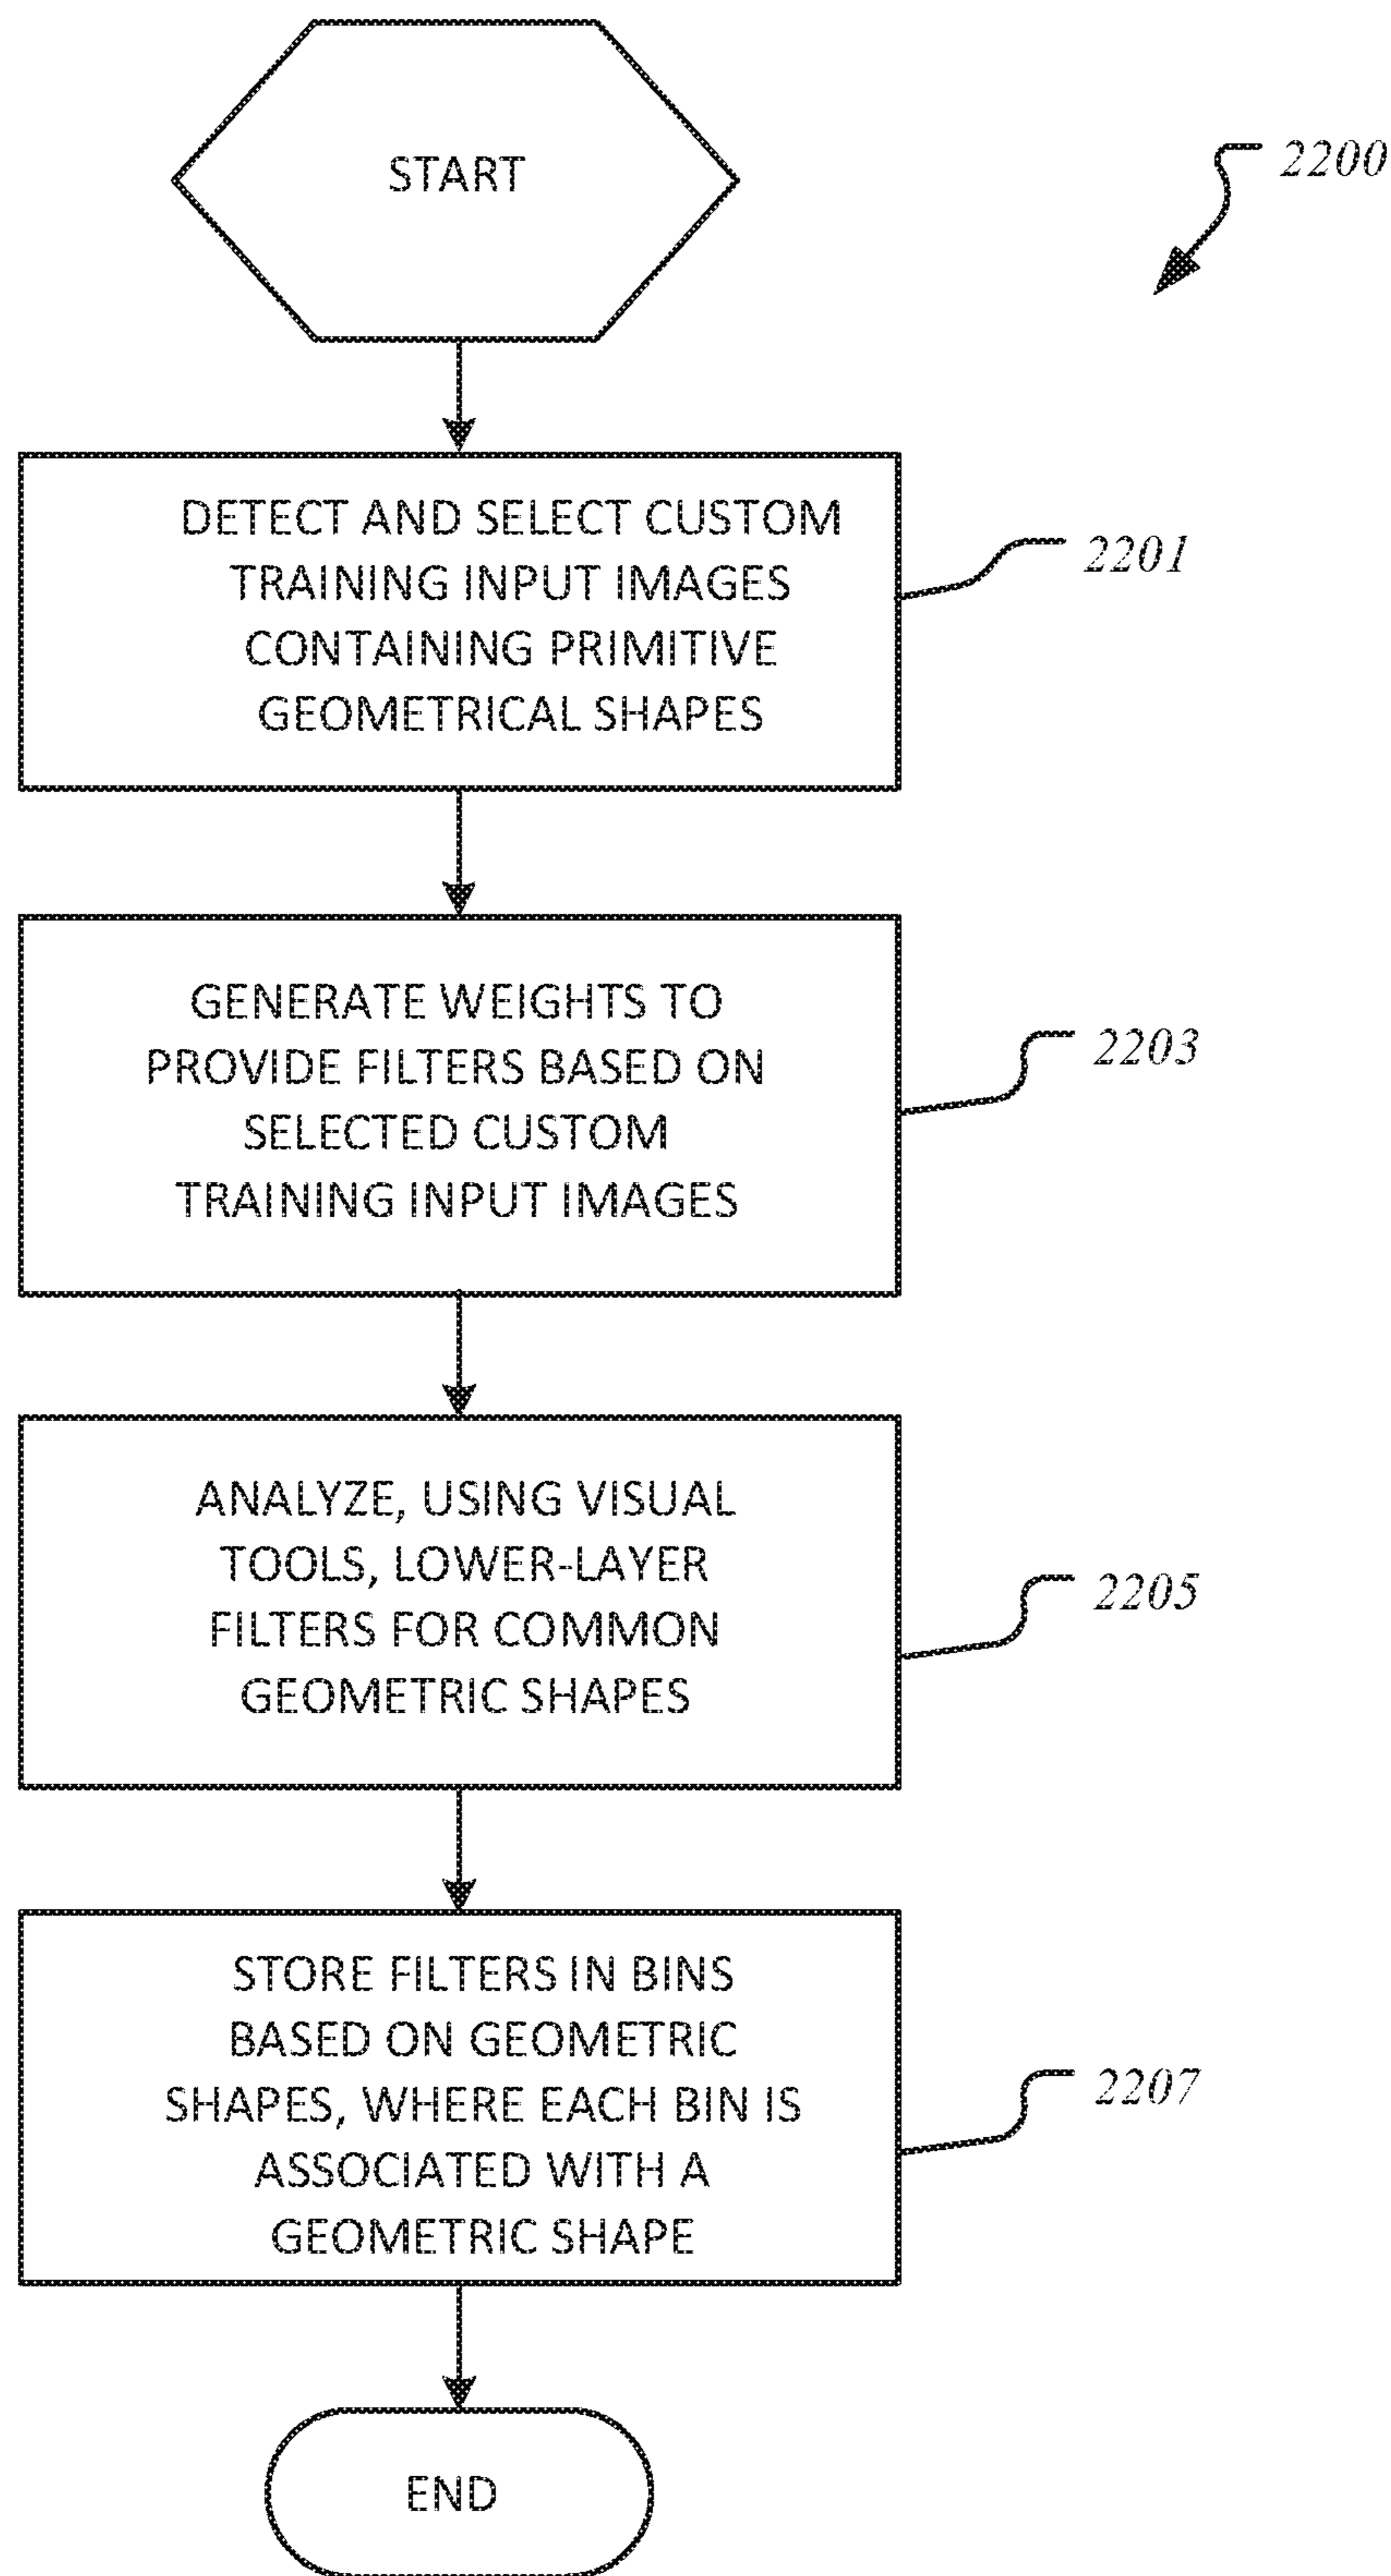 START
2200
DETECT AND SELECT CUSTOM
TRAINING INPUT IMAGES
CONTAINING PRIMITIVE
GEOMETRICAL SHAPES
2201
GENERATE WEIGHTS TO
PROVIDE FILTERS BASED ON
SELECTED CUSTOM
TRAINING INPUT IMAGES
2203
ANALYZE, USING VISUAL
TOOLS, LOWER-LAYER
FILTERS FOR COMMON
GEOMETRIC SHAPES
2205
STORE FILTERS IN BINS
BASED ON GEOMETRIC
SHAPES, WHERE EACH BIN IS
ASSOCIATED WITH A
GEOMETRIC SHAPE
2207
END